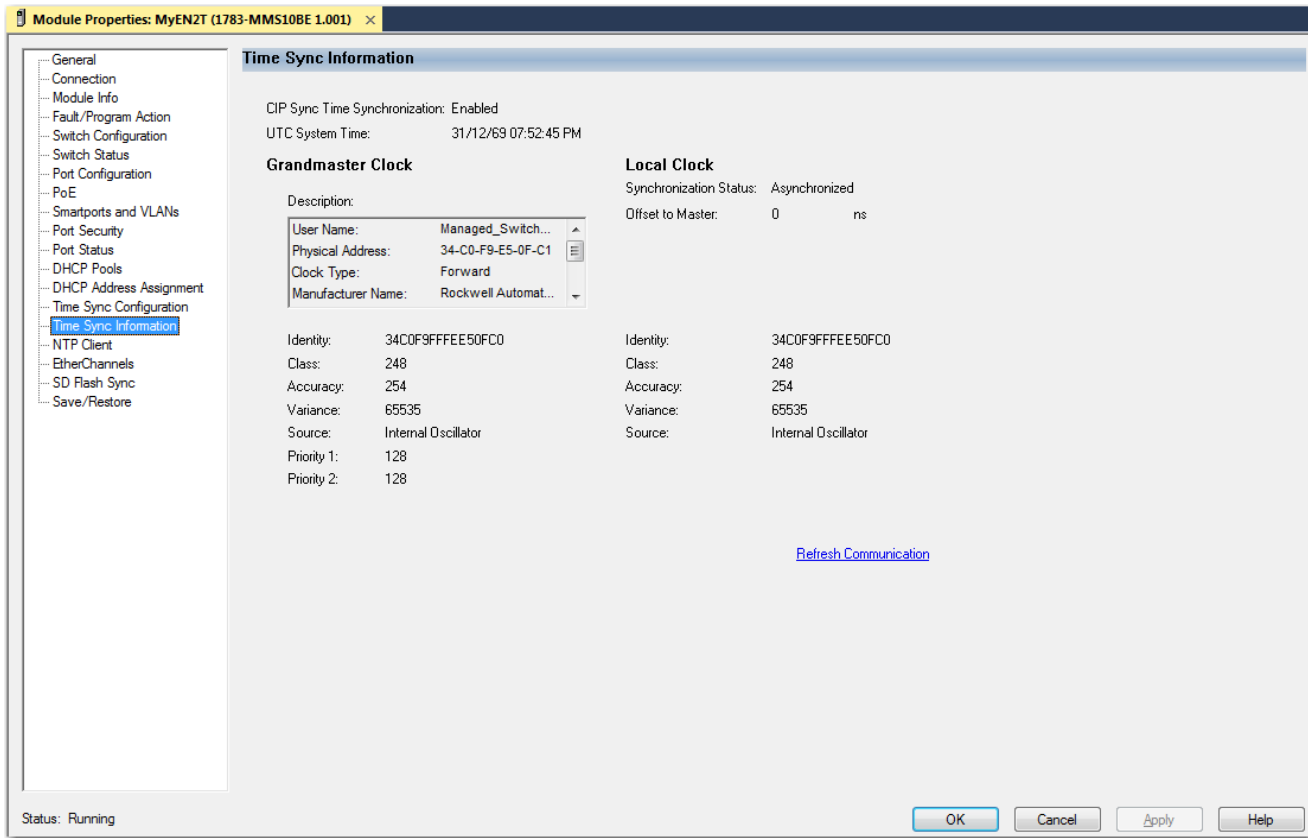 Module Properties: MyEN2T (1783-MMS10BE 1.001) ×
General
Connection
Module Info
Fault/Program Action
Switch Configuration
Switch Status
Port Configuration
PoE
Smartports and VLANs
Port Security
Port Status
DHCP Pools
DHCP Address Assignment
Time Sync Configuration
Time Sync Information
NTP Client
EtherChannels
SD Flash Sync
Save/Restore
Time Sync Information
CIP Sync Time Synchronization: Enabled
UTC System Time: 31/12/69 07:52:45 PM
Grandmaster Clock
Description:
User Name: Managed_Switch...
Physical Address: 34-C0-F9-E5-0F-C1
Clock Type: Forward
Manufacturer Name: Rockwell Automat...
Identity: 34C0F9FFFEE50FC0
Class: 248
Accuracy: 254
Variance: 65535
Source: Internal Oscillator
Priority 1: 128
Priority 2: 128
Local Clock
Synchronization Status: Asynchronized
Offset to Master: 0 ns
Identity: 34C0F9FFFEE50FC0
Class: 248
Accuracy: 254
Variance: 65535
Source: Internal Oscillator
Refresh Communication
Status: Running
OK Cancel Apply Help